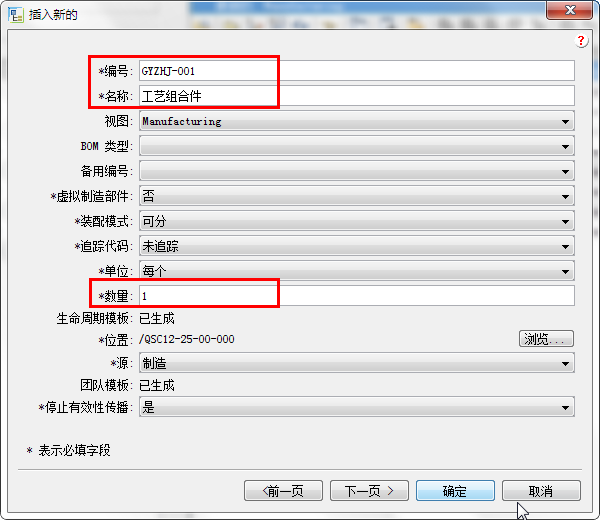 插入新的
?
*编号: GYZHJ-001
*名称: 工艺组合件
视图: Manufacturing
BOM 类型:
备用编号:
*虚拟制造部件: 否
*装配模式: 可分
*追踪代码: 未追踪
*单位: 每个
*数量: 1
生命周期模板: 已生成
*位置: /QSC12-25-00-000 浏览...
*源: 制造
团队模板: 已生成
*停止有效性传播: 是
* 表示必填字段
<前一页 下一页 > 确定 取消